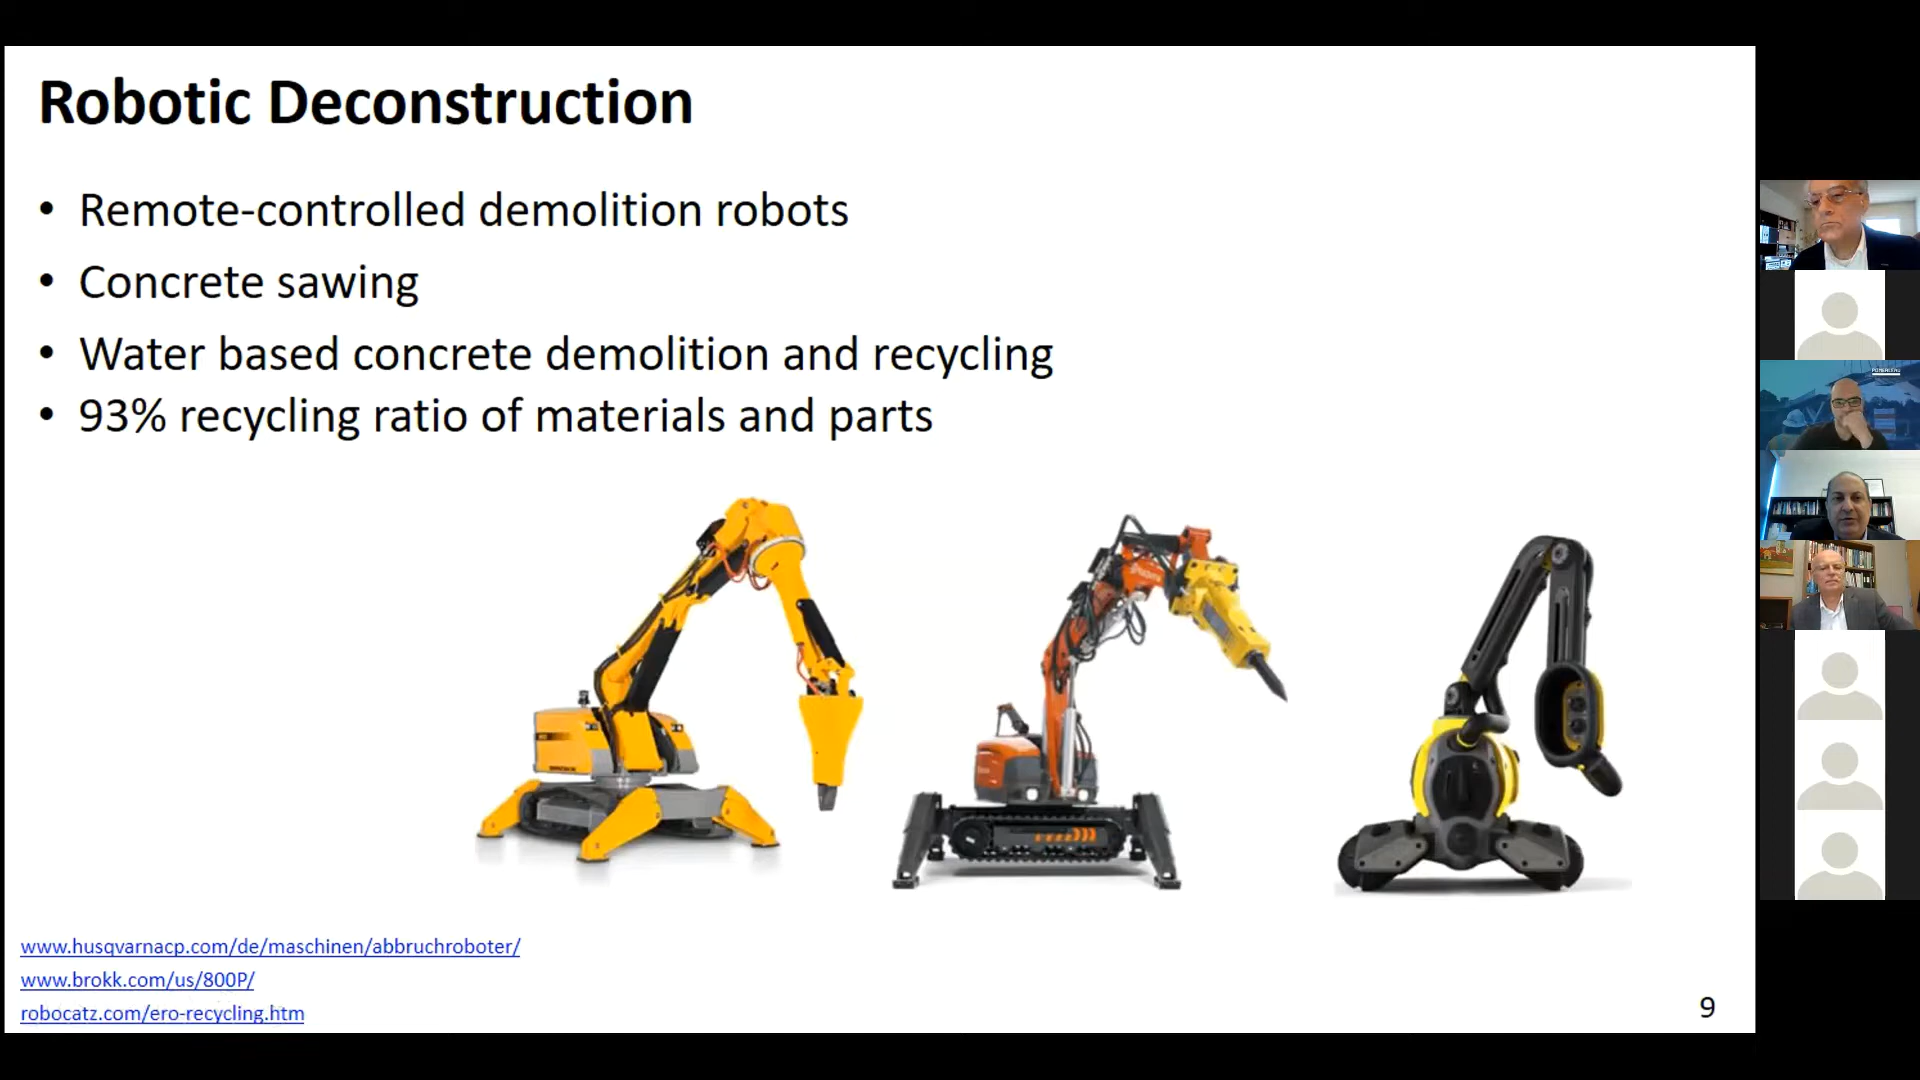 Robotic Deconstruction
• Remote-controlled demolition robots
• Concrete sawing
• Water based concrete demolition and recycling
• 93% recycling ratio of materials and parts
www.husqvarnacp.com/de/maschinen/abbruchroboter/
www.brokk.com/us/800P/
robocatz.com/ero-recycling.htm
9
POMERLEAU